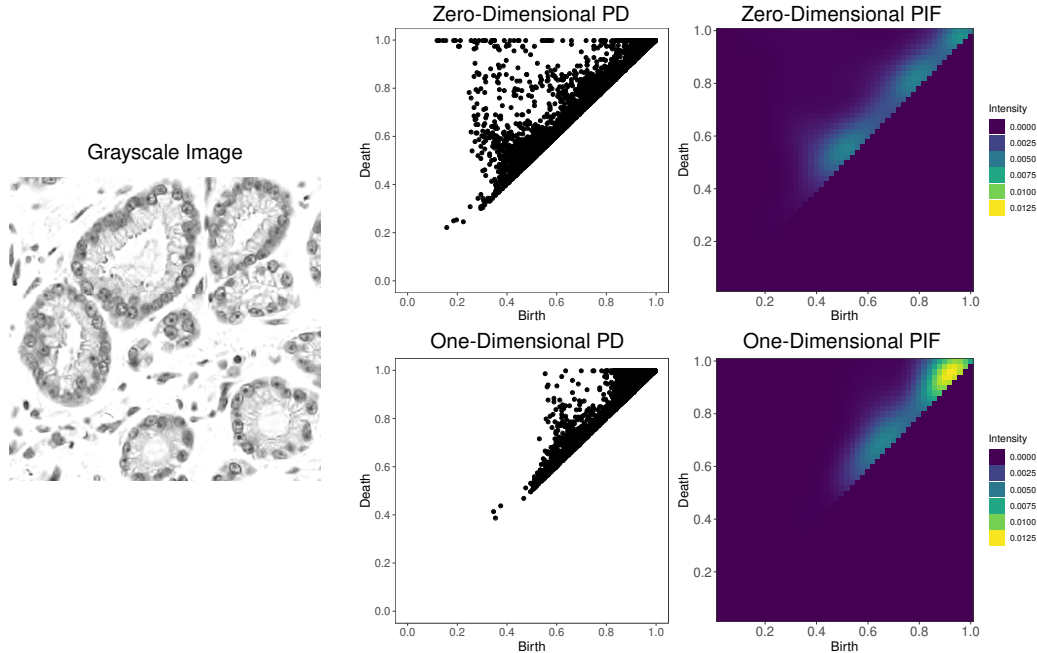 Grayscale Image
Zero-Dimensional PD
Death
1.0
0.8
0.6
0.4
0.2
0.0
0.0 0.2 0.4 0.6 0.8 1.0
Birth
Zero-Dimensional PIF
Death
1.0
0.8
0.6
0.4
0.2
0.2 0.4 0.6 0.8 1.0
Birth
Intensity
0.0000
0.0025
0.0050
0.0075
0.0100
0.0125
One-Dimensional PD
Death
1.0
0.8
0.6
0.4
0.2
0.0
0.0 0.2 0.4 0.6 0.8 1.0
Birth
One-Dimensional PIF
Death
1.0
0.8
0.6
0.4
0.2
0.2 0.4 0.6 0.8 1.0
Birth
Intensity
0.0000
0.0025
0.0050
0.0075
0.0100
0.0125